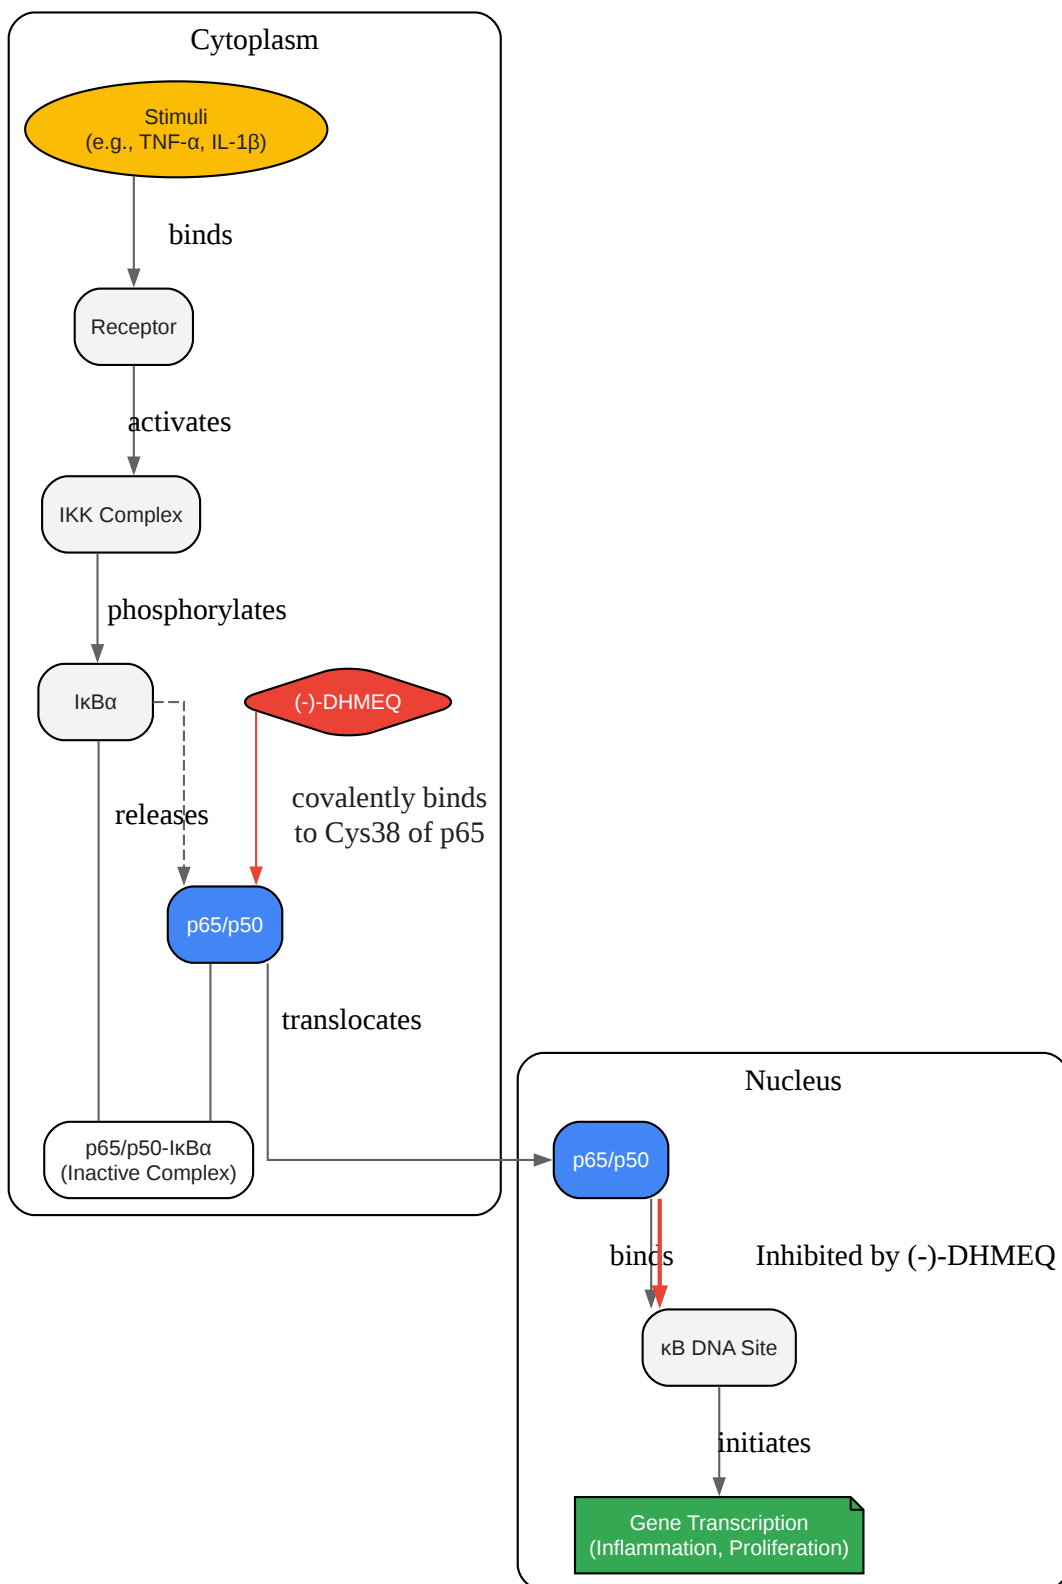 Cytoplasm
Stimuli
(e.g., TNF-α, IL-1β)
binds
Receptor
activates
IKK Complex
phosphorylates
IκBα
(-)-DHMEQ
releases
covalently binds
to Cys38 of p65
p65/p50
translocates
p65/p50-IκBα
(Inactive Complex)
Nucleus
p65/p50
binds
Inhibited by (-)-DHMEQ
κB DNA Site
initiates
Gene Transcription
(Inflammation, Proliferation)